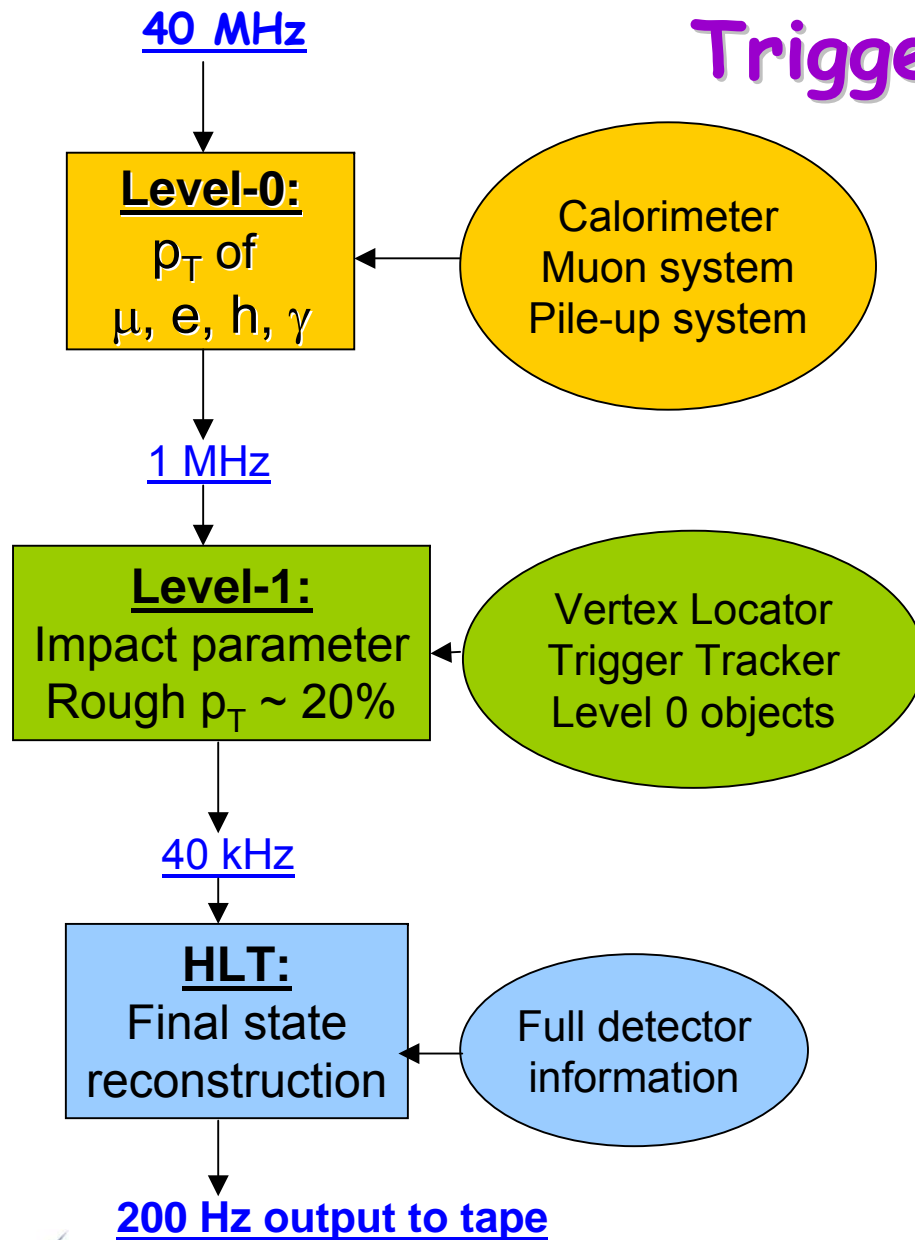 40 MHz
Trigge
Level-0:
pT of
μ, e, h, γ
Calorimeter
Muon system
Pile-up system
1 MHz
Level-1:
Impact parameter
Rough pT ~ 20%
Vertex Locator
Trigger Tracker
Level 0 objects
40 kHz
HLT:
Final state
reconstruction
Full detector
information
200 Hz output to tape